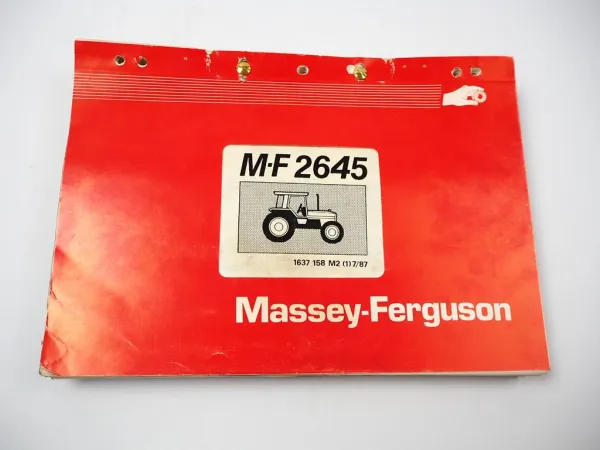 M-F 2645
1637 158 M2 (1) 7/87
Massey-Ferguson